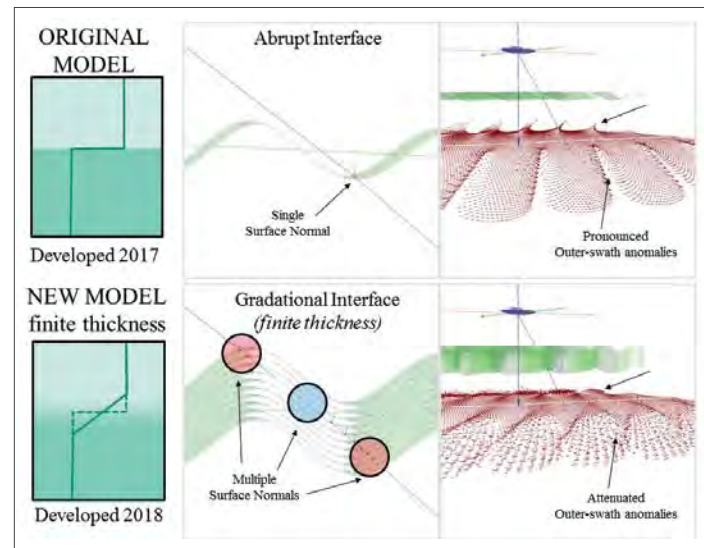 ORIGINAL
MODEL
Developed 2017
Abrupt Interface
Single
Surface Normal
Pronounced
Outer-swath anomalies
NEW MODEL
finite thickness
Developed 2018
Gradational Interface
(finite thickness)
Multiple
Surface Normals
Attenuated
Outer-swath anomalies